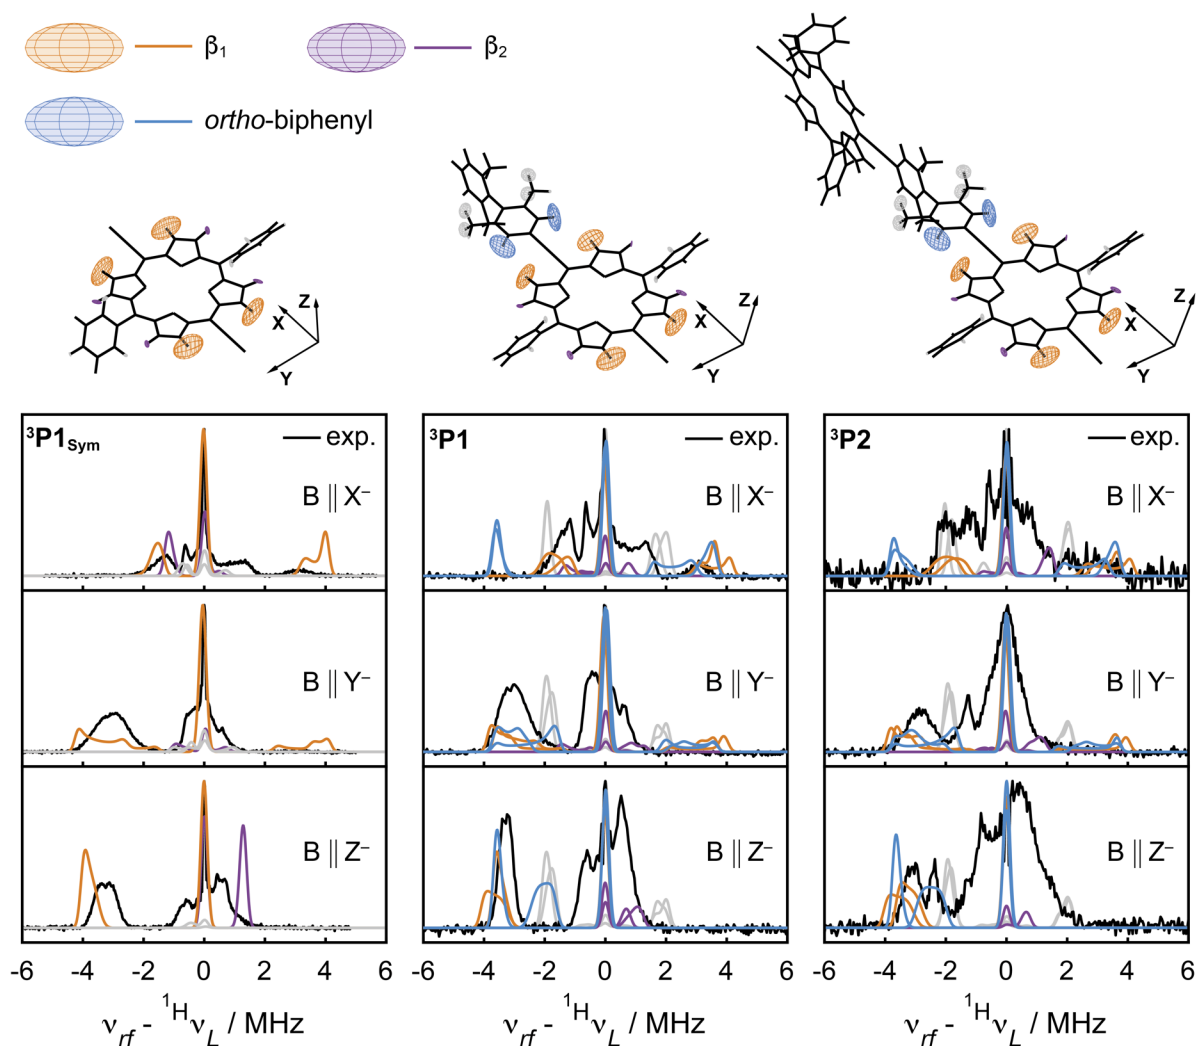 β₁
β₂
ortho-biphenyl
X
Y
Z
X
Y
Z
X
Y
Z
³P1Sym
exp.
B || X⁻
B || Y⁻
B || Z⁻
³P1
exp.
B || X⁻
B || Y⁻
B || Z⁻
³P2
exp.
B || X⁻
B || Y⁻
B || Z⁻
-6 -4 -2 0 2 4 6
-6 -4 -2 0 2 4 6
-6 -4 -2 0 2 4 6
νrf - ¹HνL / MHz
νrf - ¹HνL / MHz
νrf - ¹HνL / MHz